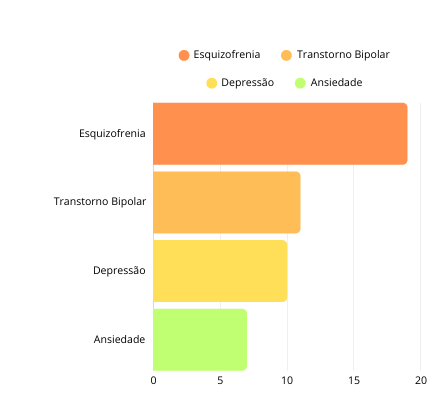 Esquizofrenia Transtorno Bipolar
Depressão Ansiedade
Esquizofrenia
Transtorno Bipolar
Depressão
Ansiedade
0 5 10 15 20